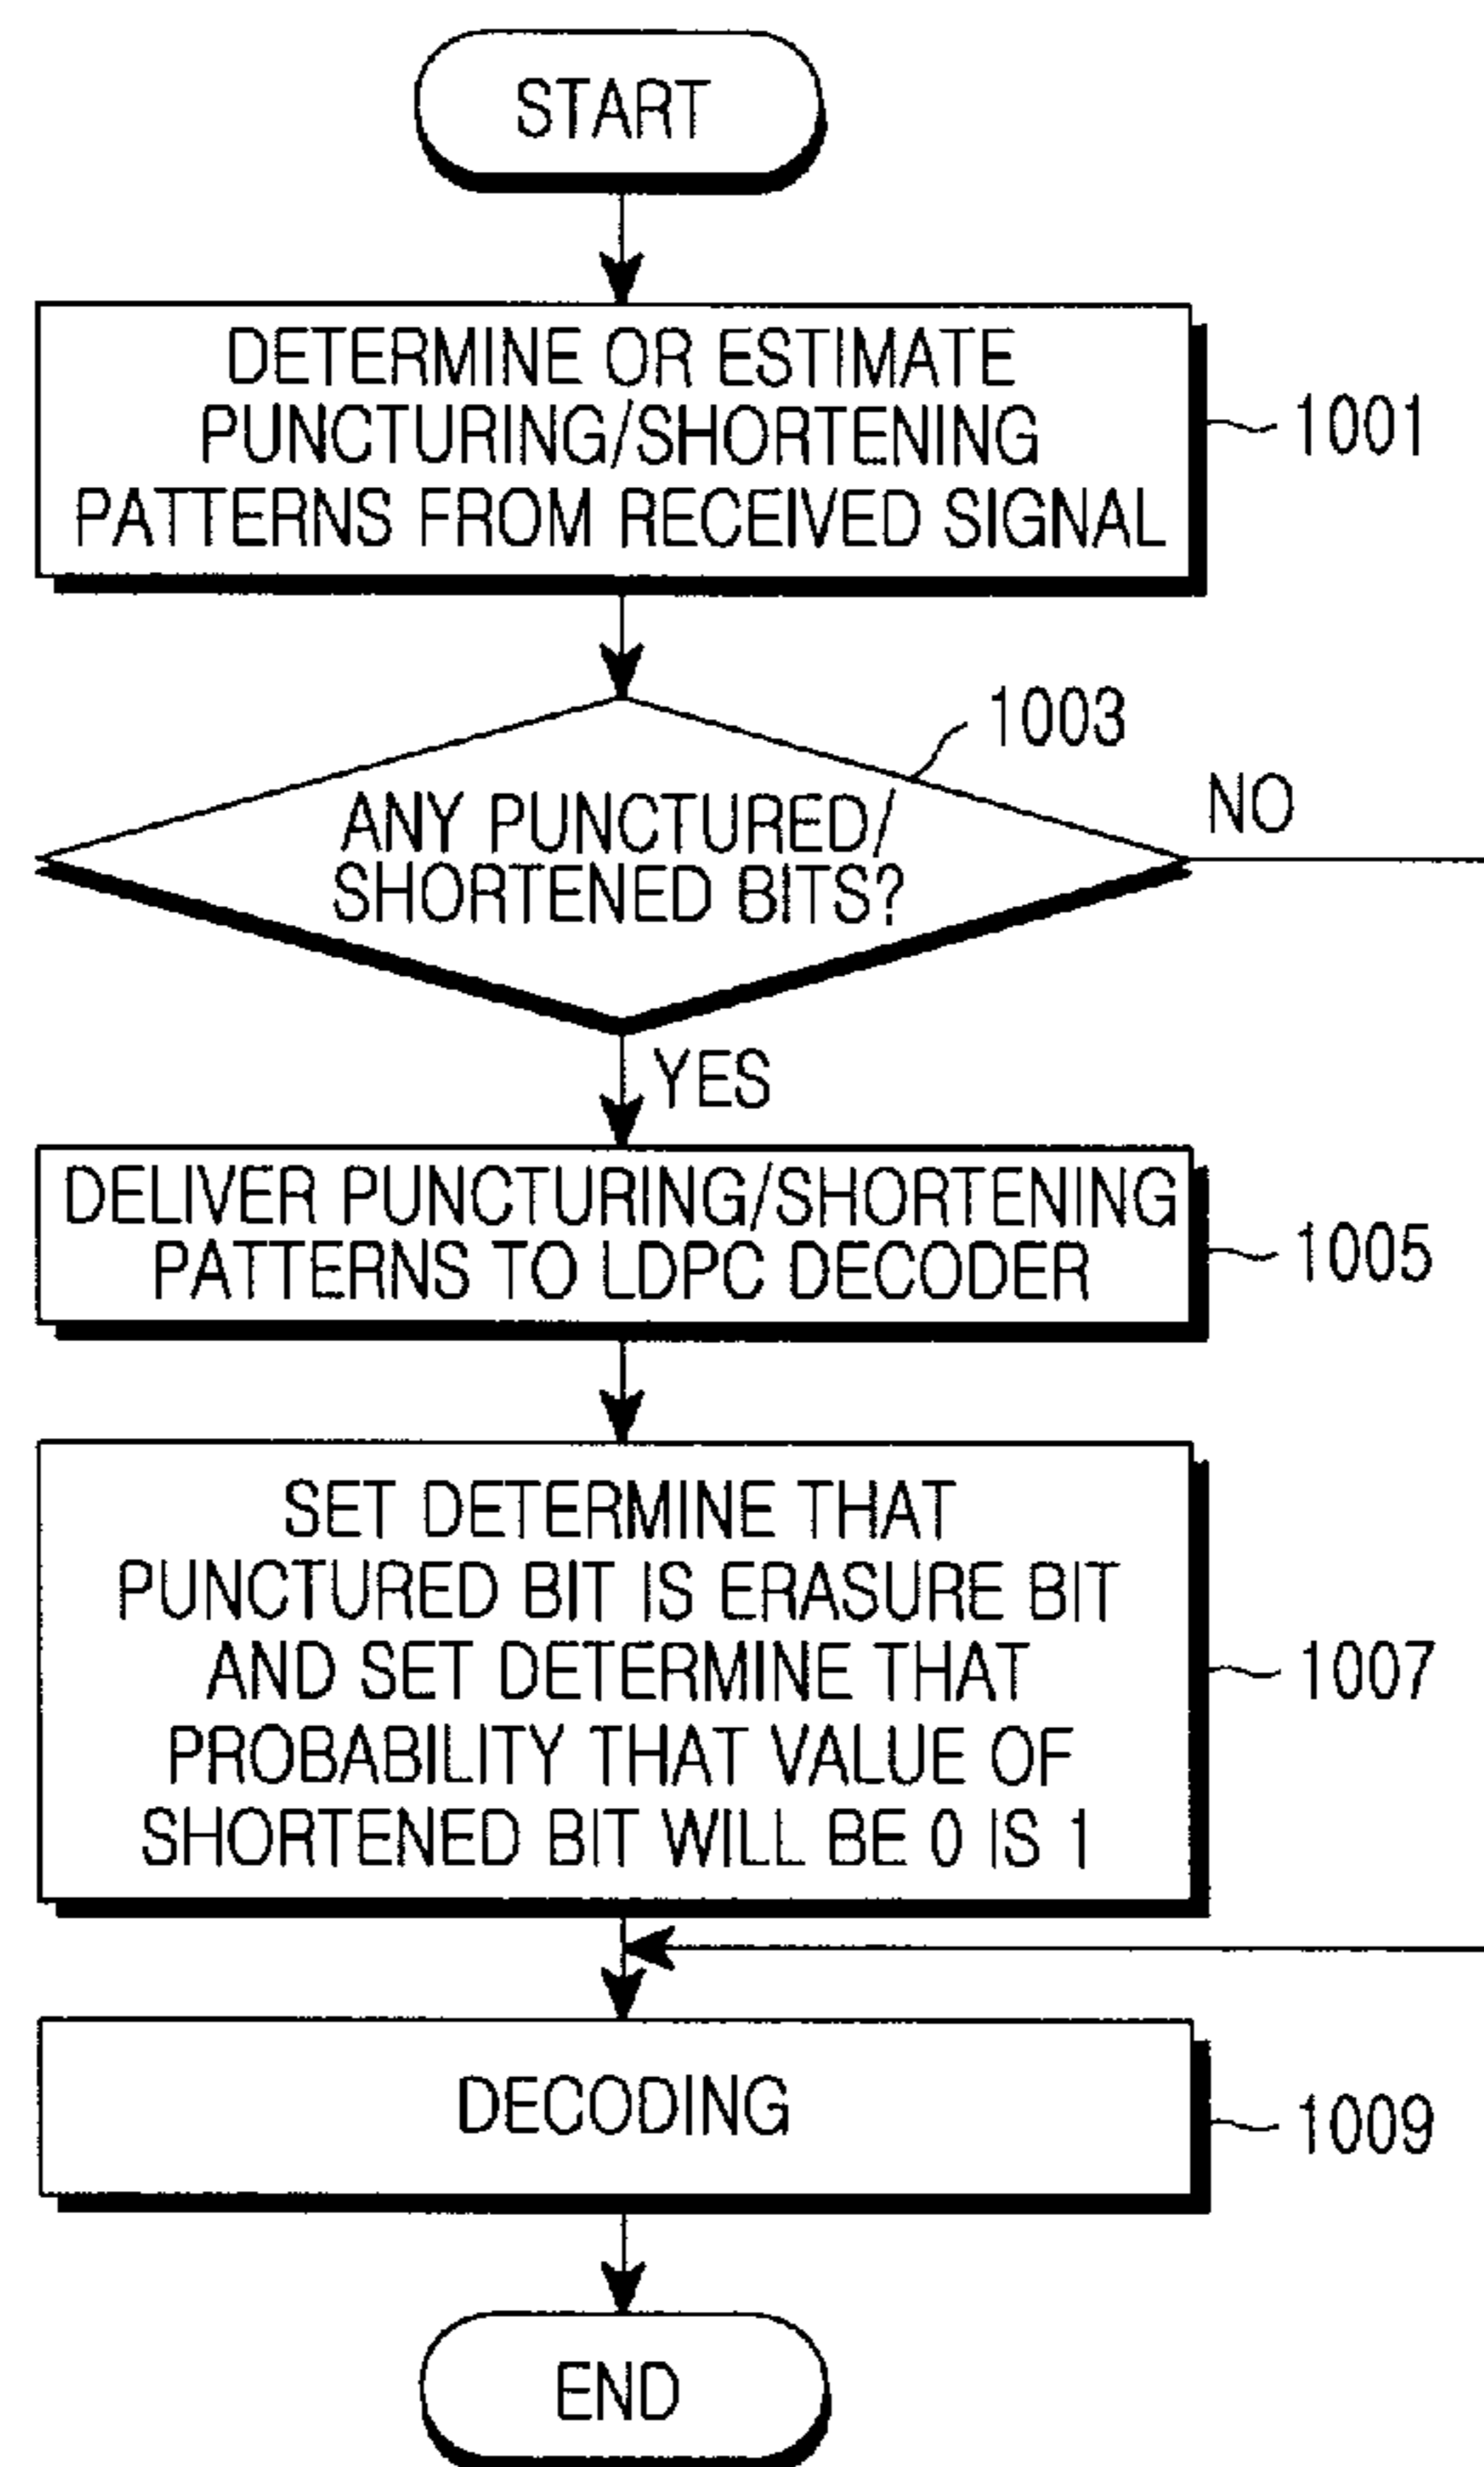 START
DETERMINE OR ESTIMATE
PUNCTURING/SHORTENING
PATTERNS FROM RECEIVED SIGNAL
1001
1003
ANY PUNCTURED/
SHORTENED BITS?
NO
YES
DELIVER PUNCTURING/SHORTENING
PATTERNS TO LDPC DECODER
1005
SET DETERMINE THAT
PUNCTURED BIT IS ERASURE BIT
AND SET DETERMINE THAT
PROBABILITY THAT VALUE OF
SHORTENED BIT WILL BE 0 IS 1
1007
DECODING
1009
END